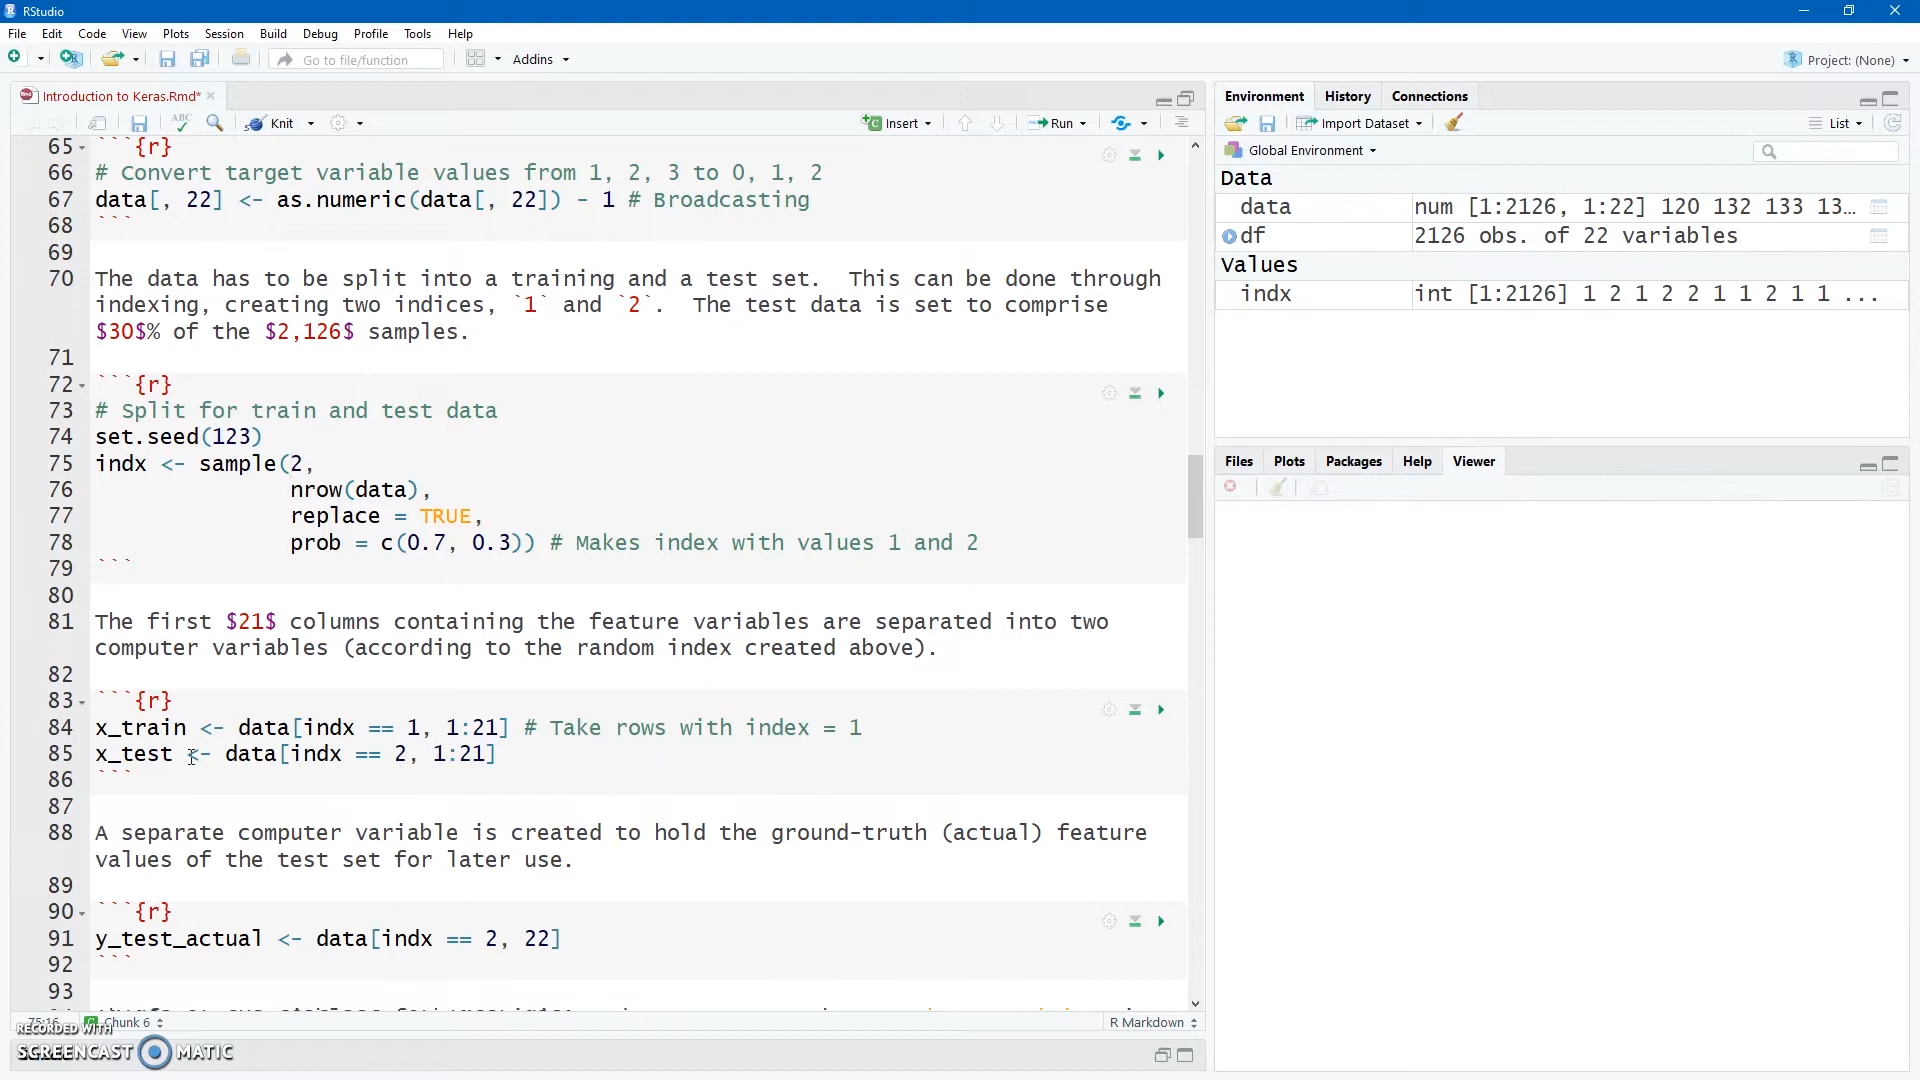 RStudio
File Edit Code View Plots Session Build Debug Profile Tools Help
Go to file/function Addins Project: (None)
Introduction to Keras.Rmd*
ABC Knit Insert Run
65 ```{r}
66 # Convert target variable values from 1, 2, 3 to 0, 1, 2
67 data[, 22] <- as.numeric(data[, 22]) - 1 # Broadcasting
68 ```
69
70 The data has to be split into a training and a test set.  This can be done through
indexing, creating two indices, `1` and `2`.  The test data is set to comprise
$30$% of the $2,126$ samples.
71
72 ```{r}
73 # Split for train and test data
74 set.seed(123)
75 indx <- sample(2,
76 nrow(data),
77 replace = TRUE,
78 prob = c(0.7, 0.3)) # Makes index with values 1 and 2
79 ```
80
81 The first $21$ columns containing the feature variables are separated into two
computer variables (according to the random index created above).
82
83 ```{r}
84 x_train <- data[indx == 1, 1:21] # Take rows with index = 1
85 x_test <- data[indx == 2, 1:21]
86 ```
87
88 A separate computer variable is created to hold the ground-truth (actual) feature
values of the test set for later use.
89
90 ```{r}
91 y_test_actual <- data[indx == 2, 22]
92 ```
93
75:16 Chunk 6 R Markdown
RECORDED WITH
SCREENCAST MATIC
Environment History Connections
Import Dataset List
Global Environment
Data
data num [1:2126, 1:22] 120 132 133 13...
df 2126 obs. of 22 variables
Values
indx int [1:2126] 1 2 1 2 2 1 1 2 1 1 ...
Files Plots Packages Help Viewer